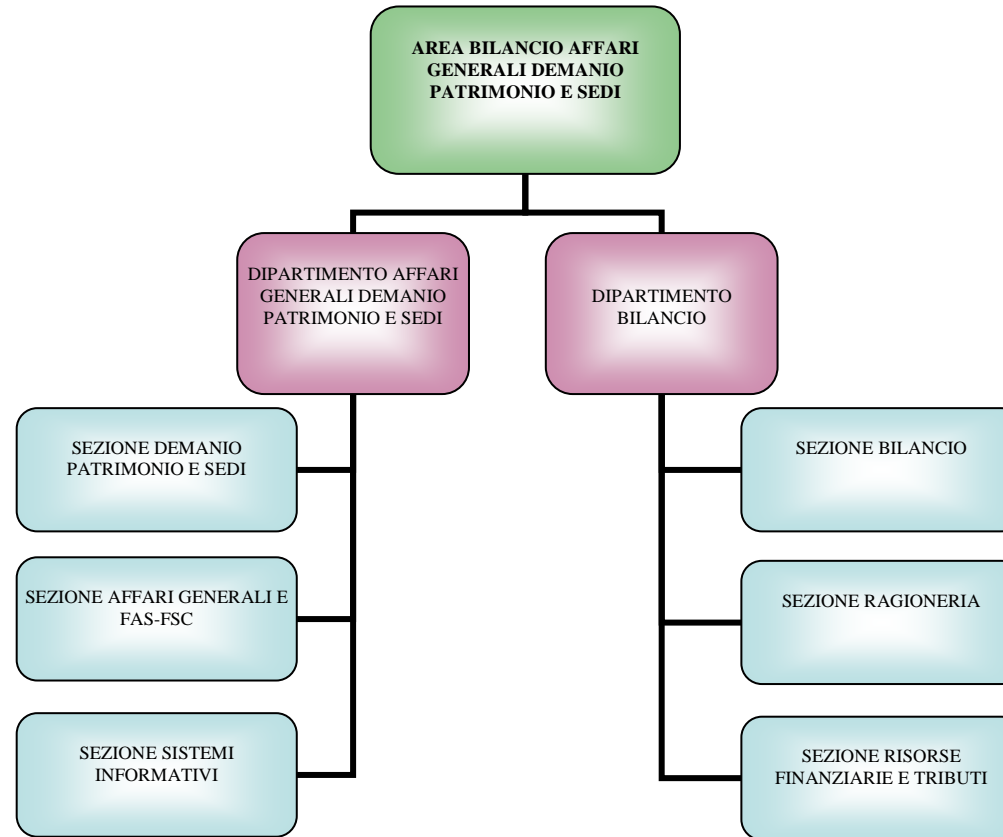 AREA BILANCIO AFFARI
GENERALI DEMANIO
PATRIMONIO E SEDI
DIPARTIMENTO AFFARI
GENERALI DEMANIO
PATRIMONIO E SEDI
DIPARTIMENTO
BILANCIO
SEZIONE DEMANIO
PATRIMONIO E SEDI
SEZIONE AFFARI GENERALI E
FAS-FSC
SEZIONE SISTEMI
INFORMATIVI
SEZIONE BILANCIO
SEZIONE RAGIONERIA
SEZIONE RISORSE
FINANZIARIE E TRIBUTI